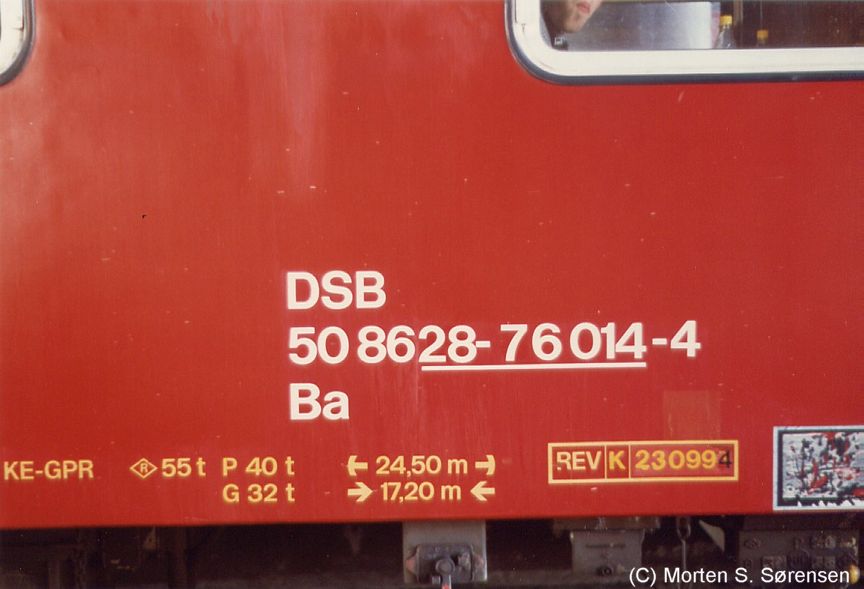 DSB
50 86 28-76 014-4
Ba
KE-GPR
R 55 t P 40 t
G 32 t
24,50 m
17,20 m
REV K 230994
(C) Morten S. Sørensen